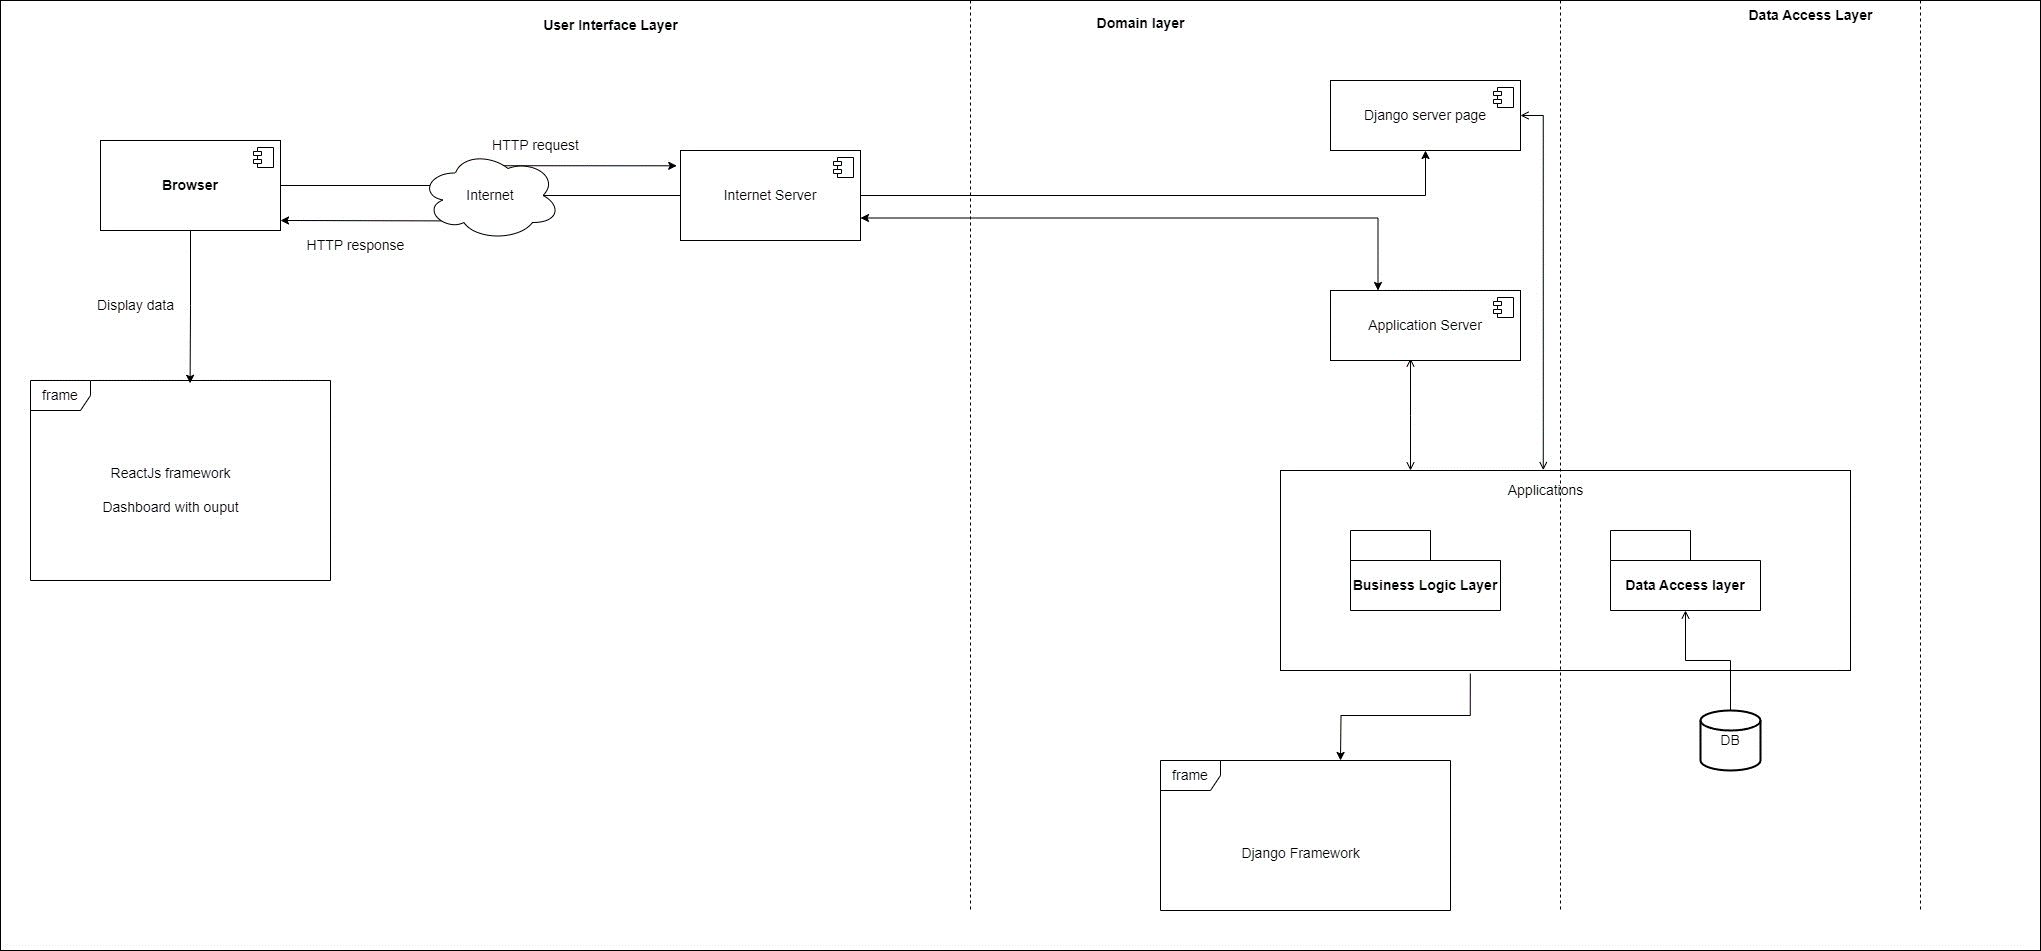 User Interface Layer
Domain layer
Data Access Layer
Django server page
HTTP request
Browser
Internet
Internet Server
HTTP response
Display data
Application Server
frame
ReactJs framework
Dashboard with ouput
Applications
Business Logic Layer
Data Access layer
DB
frame
Django Framework